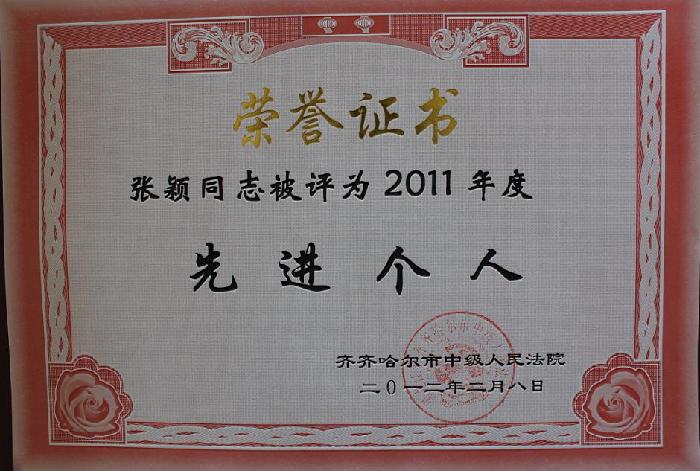 荣誉证书
张颖同志被评为2011年度
先进个人
齐齐哈尔市中级人民法院
二〇一二年二月八日